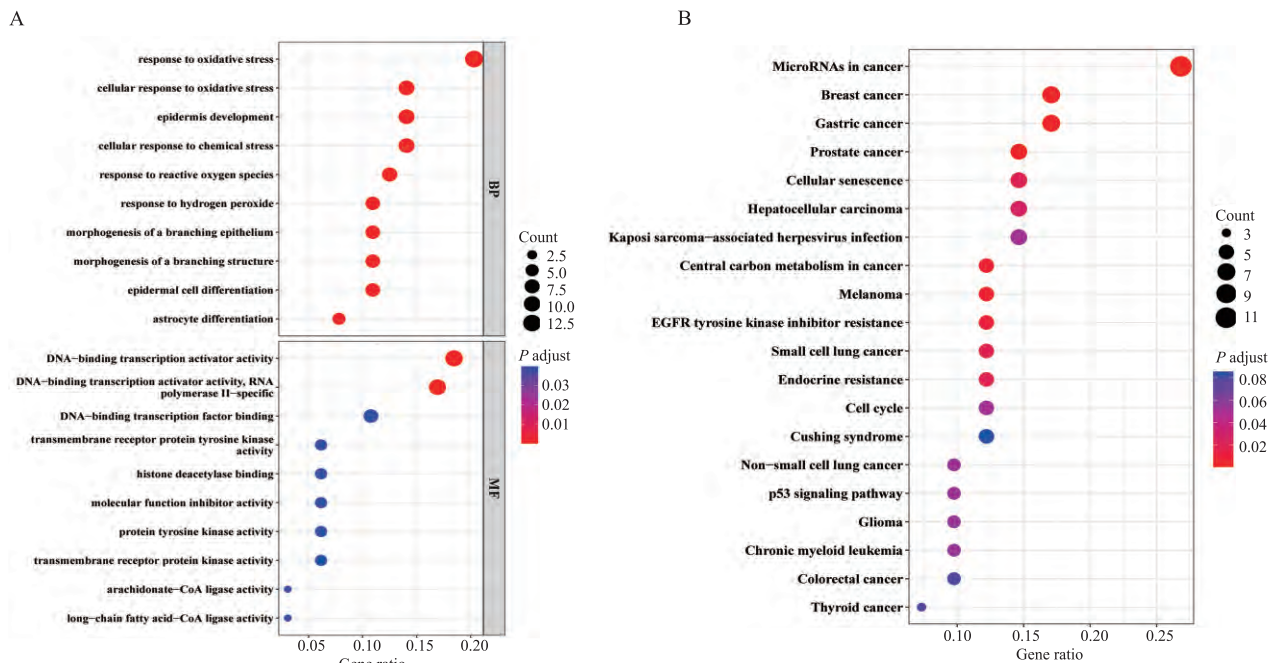 A
response to oxidative stress
cellular response to oxidative stress
epidermis development
cellular response to chemical stress
response to reactive oxygen species
response to hydrogen peroxide
morphogenesis of a branching epithelium
morphogenesis of a branching structure
epidermal cell differentiation
astrocyte differentiation
BP
DNA−binding transcription activator activity
DNA−binding transcription activator activity, RNA
polymerase II−specific
DNA−binding transcription factor binding
transmembrane receptor protein tyrosine kinase
activity
histone deacetylase binding
molecular function inhibitor activity
protein tyrosine kinase activity
transmembrane receptor protein kinase activity
arachidonate−CoA ligase activity
long−chain fatty acid−CoA ligase activity
MF
0.05 0.10 0.15 0.20
Gene ratio
Count
2.5
5.0
7.5
10.0
12.5
P adjust
0.03
0.02
0.01
B
MicroRNAs in cancer
Breast cancer
Gastric cancer
Prostate cancer
Cellular senescence
Hepatocellular carcinoma
Kaposi sarcoma−associated herpesvirus infection
Central carbon metabolism in cancer
Melanoma
EGFR tyrosine kinase inhibitor resistance
Small cell lung cancer
Endocrine resistance
Cell cycle
Cushing syndrome
Non−small cell lung cancer
p53 signaling pathway
Glioma
Chronic myeloid leukemia
Colorectal cancer
Thyroid cancer
0.10 0.15 0.20 0.25
Gene ratio
Count
3
5
7
9
11
P adjust
0.08
0.06
0.04
0.02